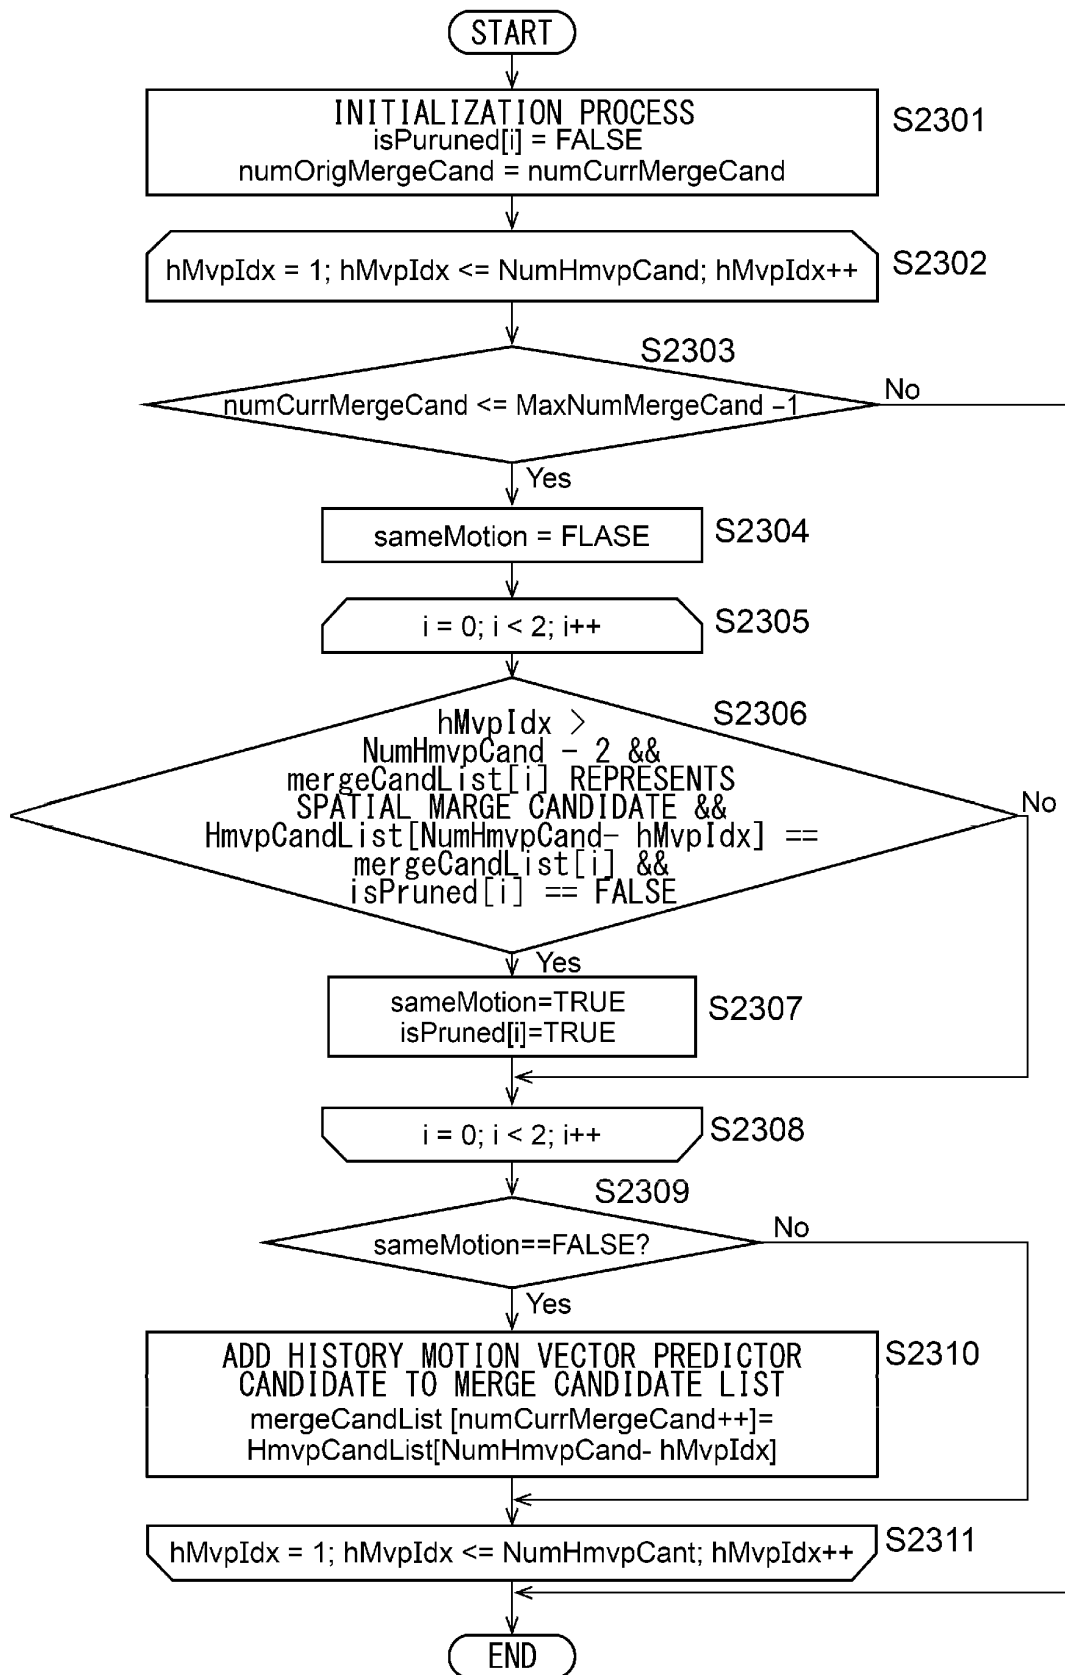 START
INITIALIZATION PROCESS
isPuruned[i] = FALSE
numOrigMergeCand = numCurrMergeCand
S2301
hMvpIdx = 1; hMvpIdx <= NumHmvpCand; hMvpIdx++
S2302
S2303
numCurrMergeCand <= MaxNumMergeCand –1
No
Yes
sameMotion = FLASE
S2304
i = 0; i < 2; i++
S2305
S2306
hMvpIdx >
NumHmvpCand - 2 &&
mergeCandList[i] REPRESENTS
SPATIAL MARGE CANDIDATE &&
HmvpCandList[NumHmvpCand- hMvpIdx] ==
mergeCandList[i] &&
isPruned[i] == FALSE
No
Yes
sameMotion=TRUE
isPruned[i]=TRUE
S2307
i = 0; i < 2; i++
S2308
S2309
sameMotion==FALSE?
No
Yes
ADD HISTORY MOTION VECTOR PREDICTOR
CANDIDATE TO MERGE CANDIDATE LIST
mergeCandList [numCurrMergeCand++]=
HmvpCandList[NumHmvpCand- hMvpIdx]
S2310
hMvpIdx = 1; hMvpIdx <= NumHmvpCant; hMvpIdx++
S2311
END